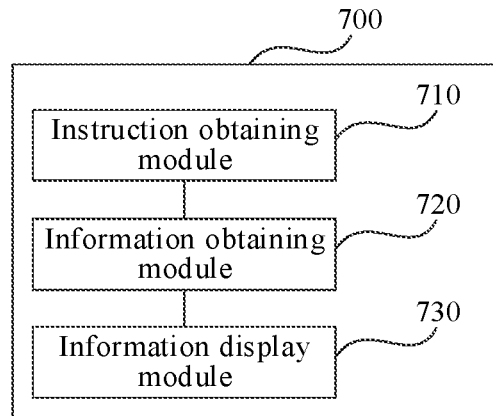 700
710
Instruction obtaining
module
720
Information obtaining
module
730
Information display
module